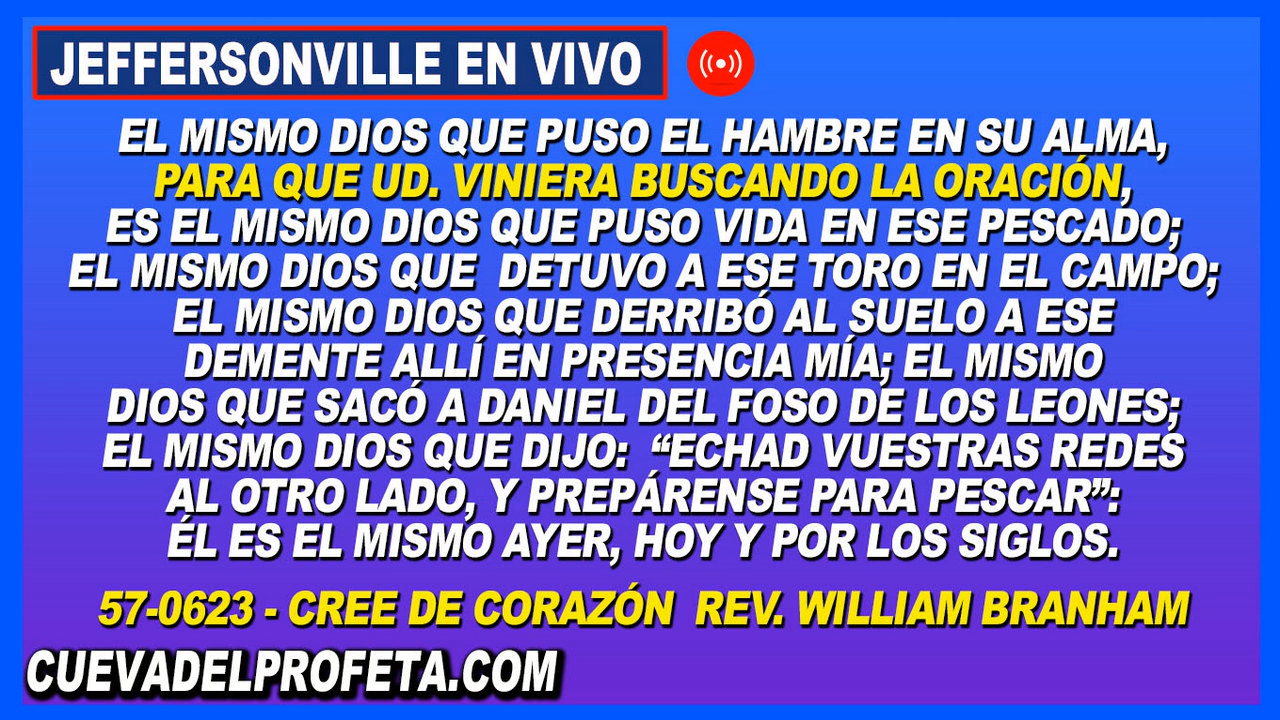 JEFFERSONVILLE EN VIVO
EL MISMO DIOS QUE PUSO EL HAMBRE EN SU ALMA,
PARA QUE UD. VINIERA BUSCANDO LA ORACIÓN,
ES EL MISMO DIOS QUE PUSO VIDA EN ESE PESCADO;
EL MISMO DIOS QUE DETUVO A ESE TORO EN EL CAMPO;
EL MISMO DIOS QUE DERRIBÓ AL SUELO A ESE
DEMENTE ALLÍ EN PRESENCIA MÍA; EL MISMO
DIOS QUE SACÓ A DANIEL DEL FOSO DE LOS LEONES;
EL MISMO DIOS QUE DIJO: “ECHAD VUESTRAS REDES
AL OTRO LADO, Y PREPÁRENSE PARA PESCAR”:
ÉL ES EL MISMO AYER, HOY Y POR LOS SIGLOS.
57-0623 - CREE DE CORAZÓN REV. WILLIAM BRANHAM
CUEVADELPROFETA.COM